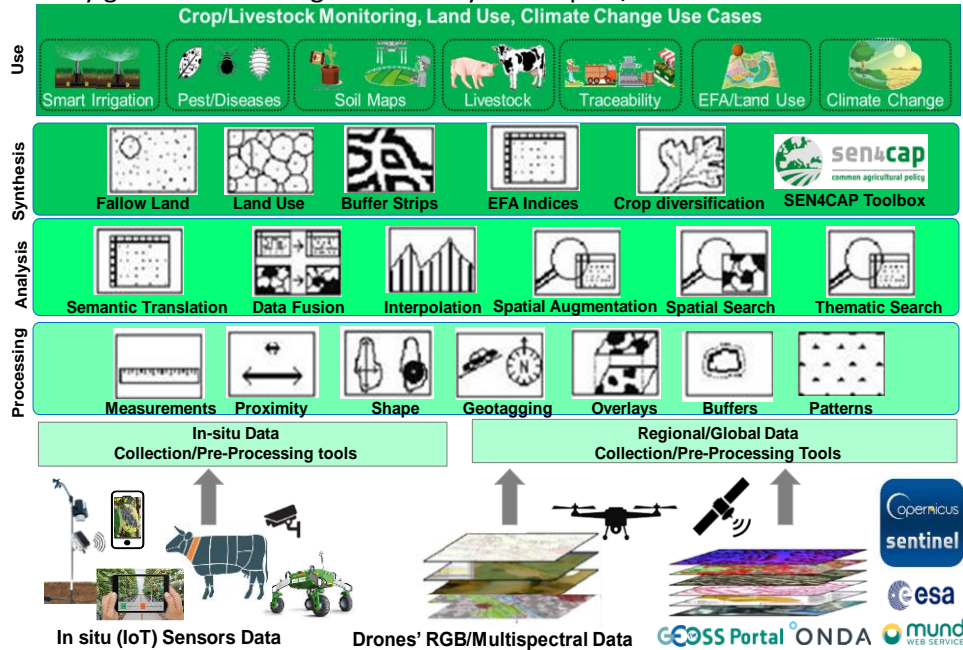 Crop/Livestock Monitoring, Land Use, Climate Change Use Cases
Use
Smart Irrigation
Pest/Diseases
Soil Maps
Livestock
Traceability
EFA/Land Use
Climate Change
Synthesis
Fallow Land
Land Use
Buffer Strips
EFA Indices
Crop diversification
sen4cap
common agricultural policy
SEN4CAP Toolbox
Analysis
Semantic Translation
Data Fusion
Interpolation
Spatial Augmentation
Spatial Search
Thematic Search
Processing
Measurements
Proximity
Shape
N
Geotagging
Overlays
Buffers
Patterns
In-situ Data
Collection/Pre-Processing tools
Regional/Global Data
Collection/Pre-Processing Tools
Copernicus
sentinel
esa
In situ (IoT) Sensors Data
Drones' RGB/Multispectral Data
GEOSS Portal
ONDA
mund
WEB SERVICE